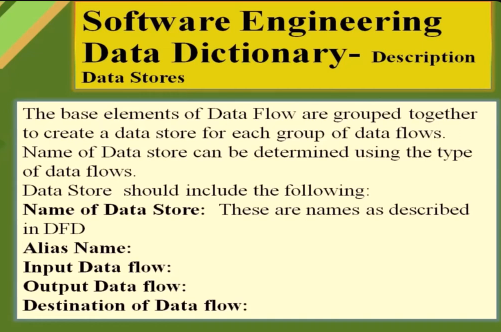 Software Engineering
Data Dictionary- Description
Data Stores
The base elements of Data Flow are grouped together
to create a data store for each group of data flows.
Name of Data store can be determined using the type
of data flows.
Data Store should include the following:
Name of Data Store: These are names as described
in DFD
Alias Name:
Input Data flow:
Output Data flow:
Destination of Data flow: